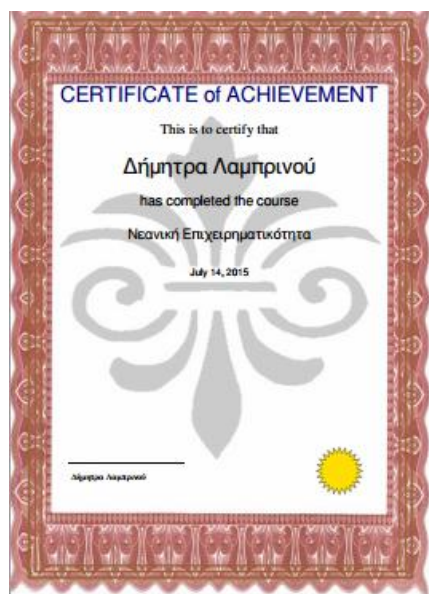 CERTIFICATE of ACHIEVEMENT
This is to certify that
Δήμητρα Λαμπρινού
has completed the course
Νεανική Επιχειρηματικότητα
July 14, 2015
Δήμητρα Λαμπρινού